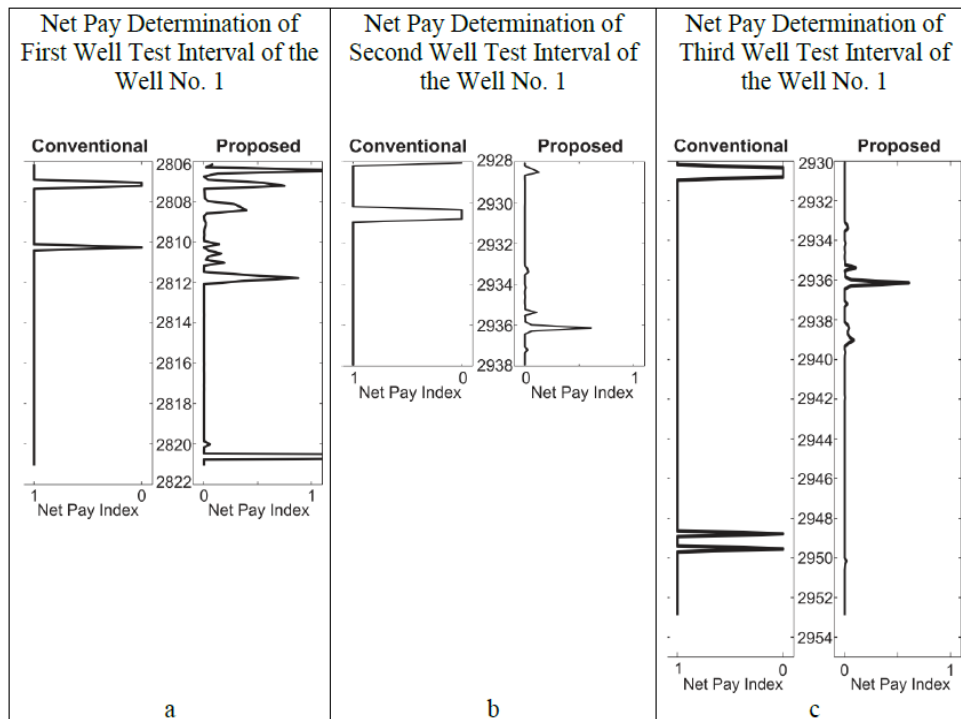 Net Pay Determination of
First Well Test Interval of the
Well No. 1
Conventional Proposed
2806
2808
2810
2812
2814
2816
2818
2820
2822
1 0 0 1
Net Pay Index Net Pay Index
a
Net Pay Determination of
Second Well Test Interval of
the Well No. 1
Conventional Proposed
2928
2930
2932
2934
2936
2938
1 0 0 1
Net Pay Index Net Pay Index
b
Net Pay Determination of
Third Well Test Interval of
the Well No. 1
Conventional Proposed
2930
2932
2934
2936
2938
2940
2942
2944
2946
2948
2950
2952
2954
1 0 0 1
Net Pay Index Net Pay Index
c